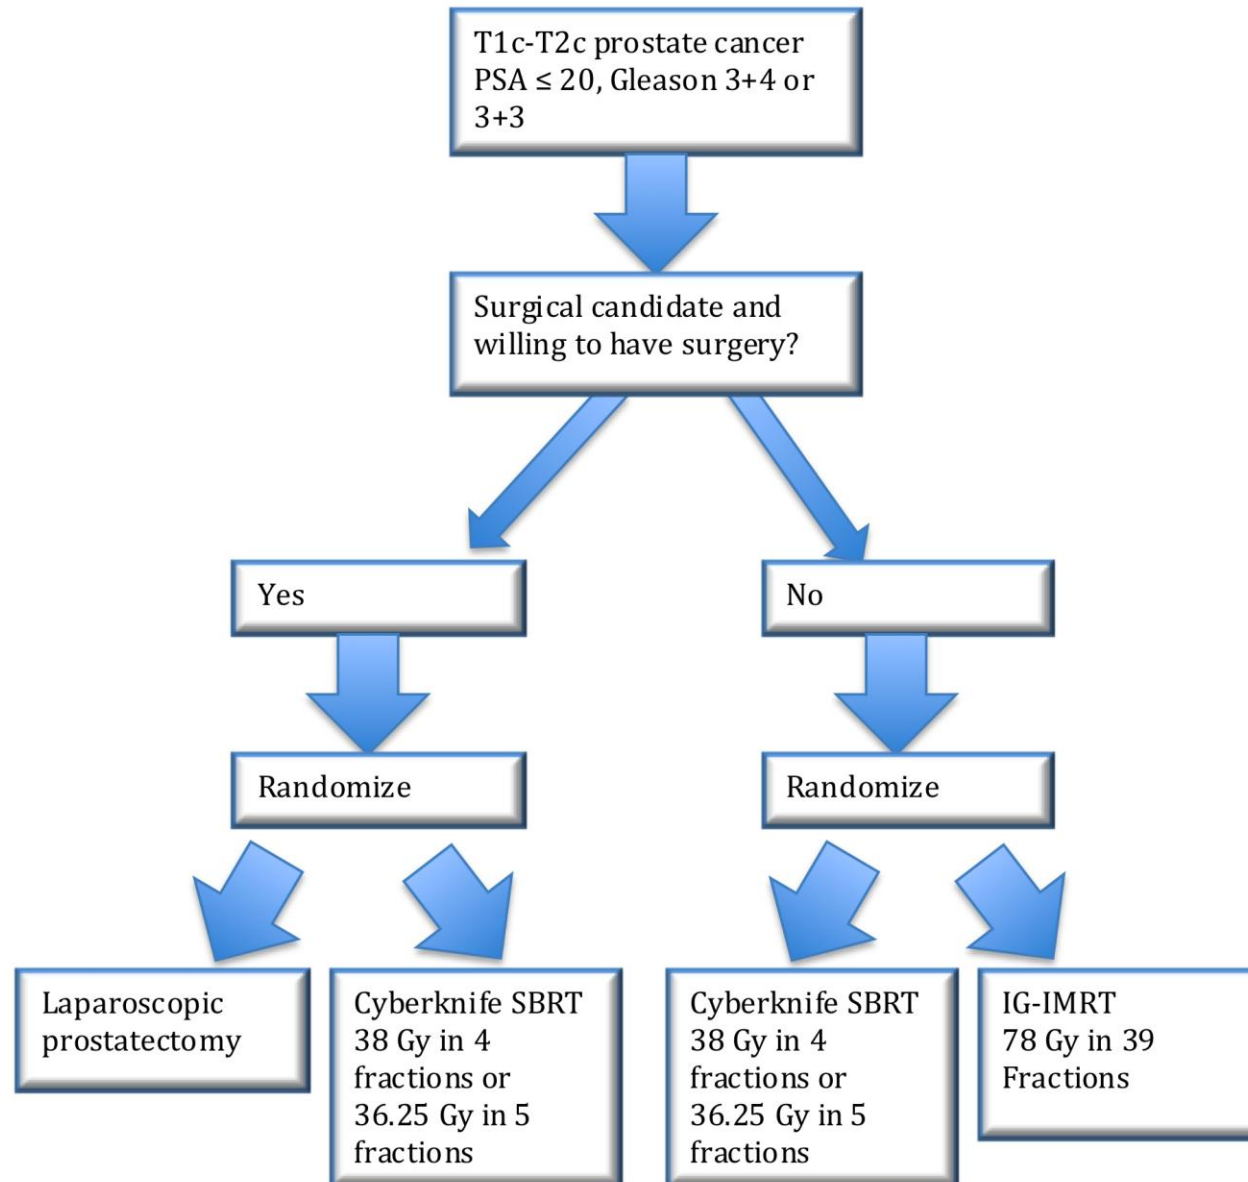 T1c-T2c prostate cancer
PSA ≤ 20, Gleason 3+4 or
3+3
Surgical candidate and
willing to have surgery?
Yes
No
Randomize
Randomize
Laparoscopic
prostatectomy
Cyberknife SBRT
38 Gy in 4
fractions or
36.25 Gy in 5
fractions
Cyberknife SBRT
38 Gy in 4
fractions or
36.25 Gy in 5
fractions
IG-IMRT
78 Gy in 39
Fractions